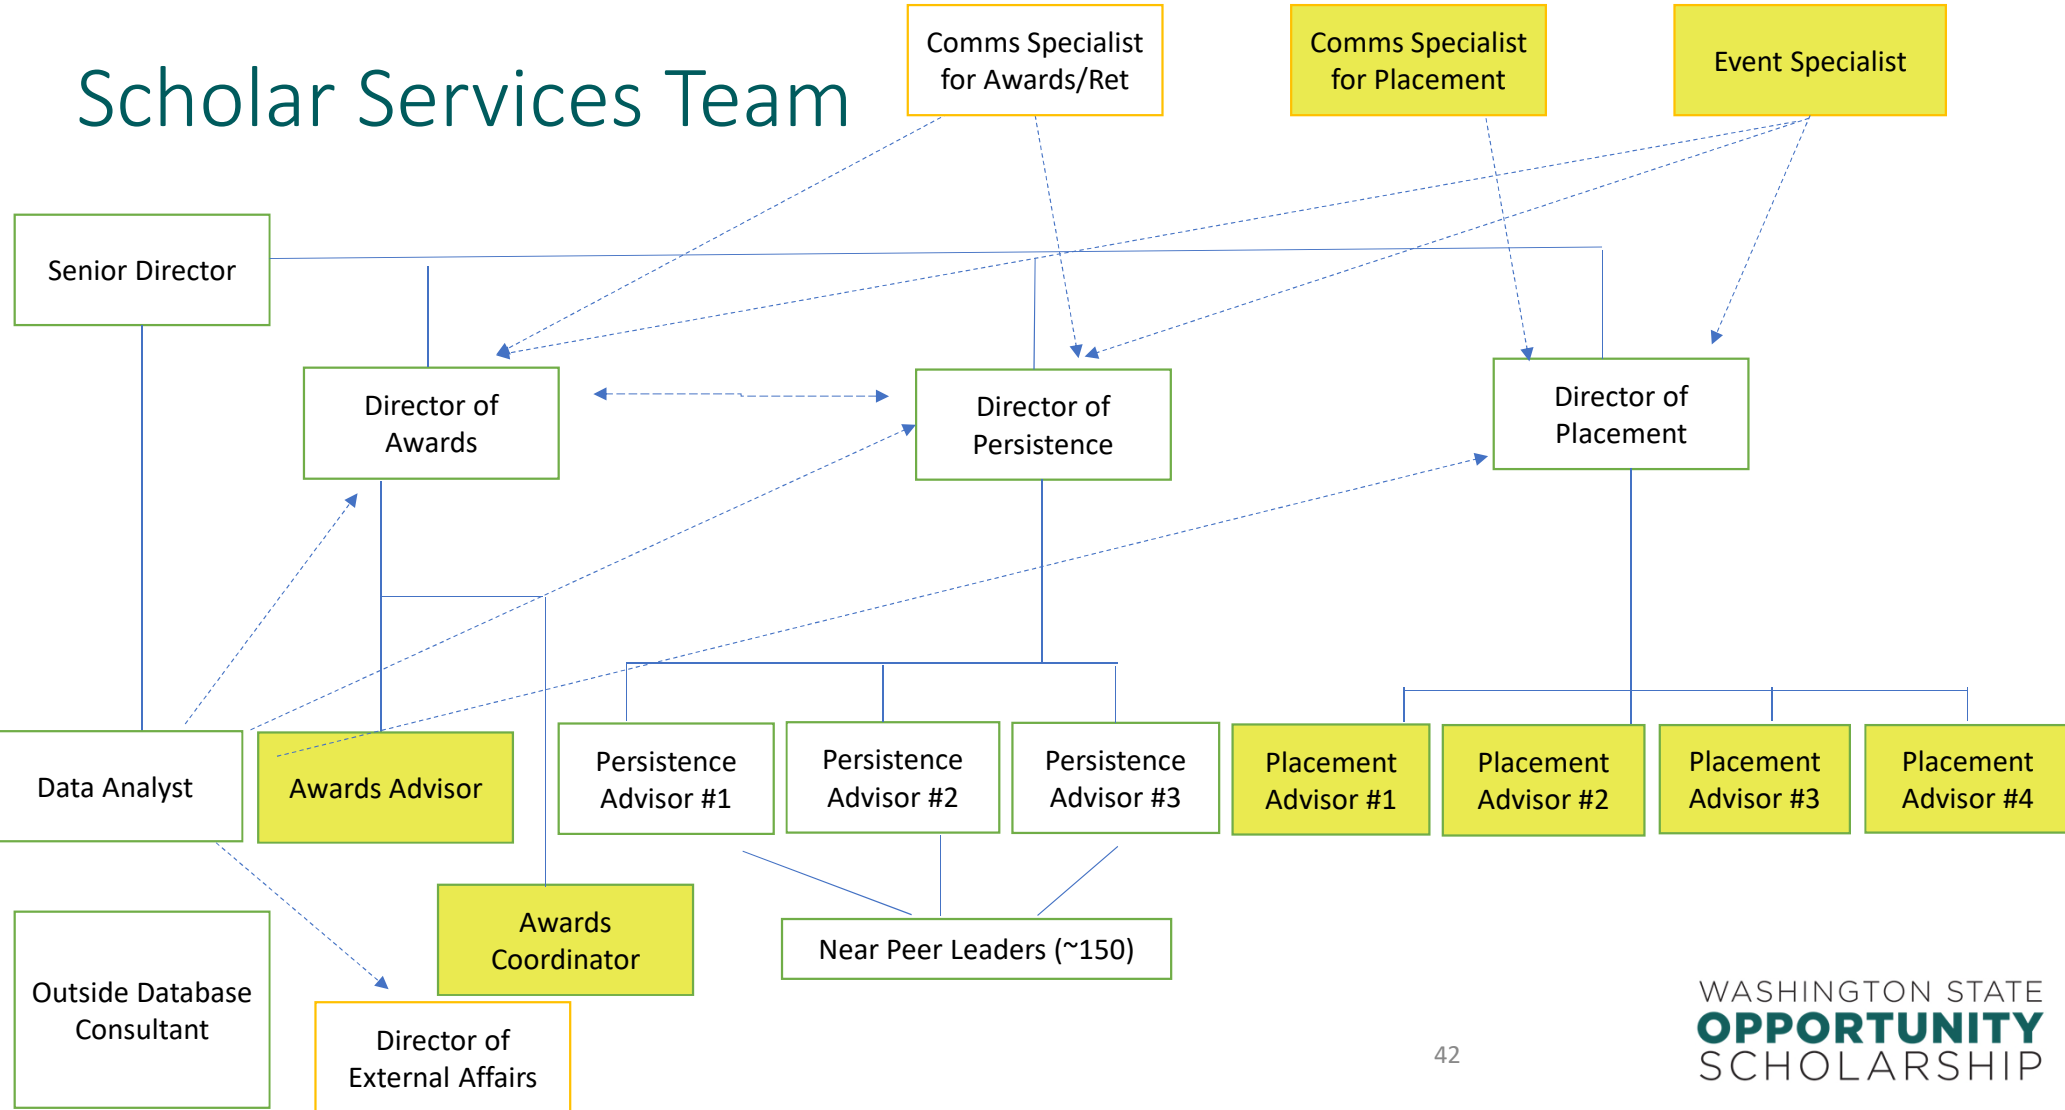 Scholar Services Team
Comms Specialist
for Awards/Ret
Comms Specialist
for Placement
Event Specialist
Senior Director
Director of
Awards
Director of
Persistence
Director of
Placement
Data Analyst
Awards Advisor
Persistence
Advisor #1
Persistence
Advisor #2
Persistence
Advisor #3
Placement
Advisor #1
Placement
Advisor #2
Placement
Advisor #3
Placement
Advisor #4
Awards
Coordinator
Near Peer Leaders (~150)
Outside Database
Consultant
Director of
External Affairs
42
WASHINGTON STATE
OPPORTUNITY
SCHOLARSHIP